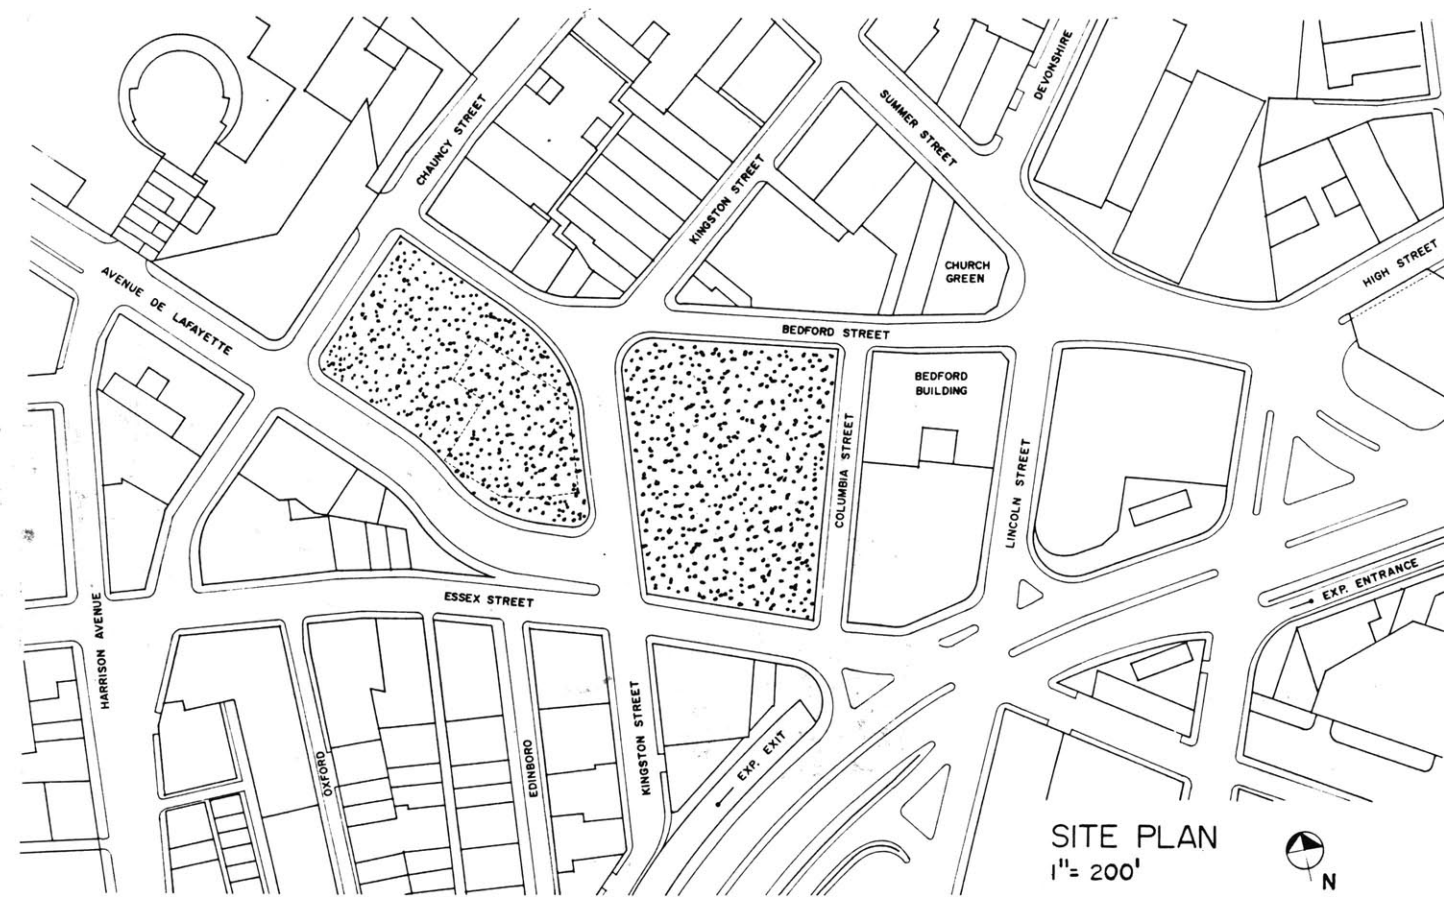 DEVONSHIRE
SUMMER STREET
CHAUNCY STREET
KINGSTON STREET
HIGH STREET
CHURCH
GREEN
AVENUE DE LAFAYETTE
BEDFORD STREET
BEDFORD
BUILDING
COLUMBIA STREET
LINCOLN STREET
EXP. ENTRANCE
ESSEX STREET
HARRISON AVENUE
KINGSTON STREET
OXFORD
EDINBORO
EXP. EXIT
SITE PLAN
1"= 200'
N